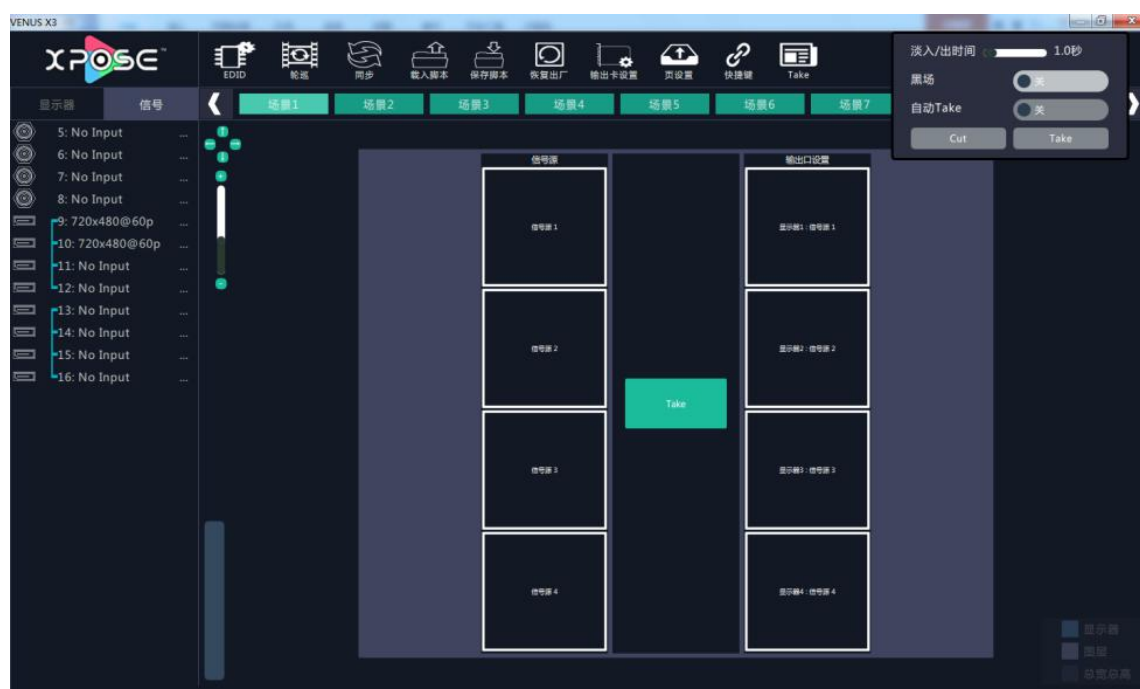 VENUS X3
XPOSE™
EDID
轮巡
同步
载入脚本
保存脚本
恢复出厂
输出卡设置
页设置
快捷键
Take
淡入/出时间 1.0秒
黑场 关
自动Take 关
Cut Take
显示器 信号
场景1 场景2 场景3 场景4 场景5 场景6 场景7
5: No Input ...
6: No Input ...
7: No Input ...
8: No Input ...
9: 720x480@60p ...
10: 720x480@60p ...
11: No Input ...
12: No Input ...
13: No Input ...
14: No Input ...
15: No Input ...
16: No Input ...
信号源 输出口设置
信号源 1 显示器1 : 信号源 1
信号源 2 显示器2 : 信号源 2
Take
信号源 3 显示器3 : 信号源 3
信号源 4 显示器4 : 信号源 4
显示器
图层
总宽总高